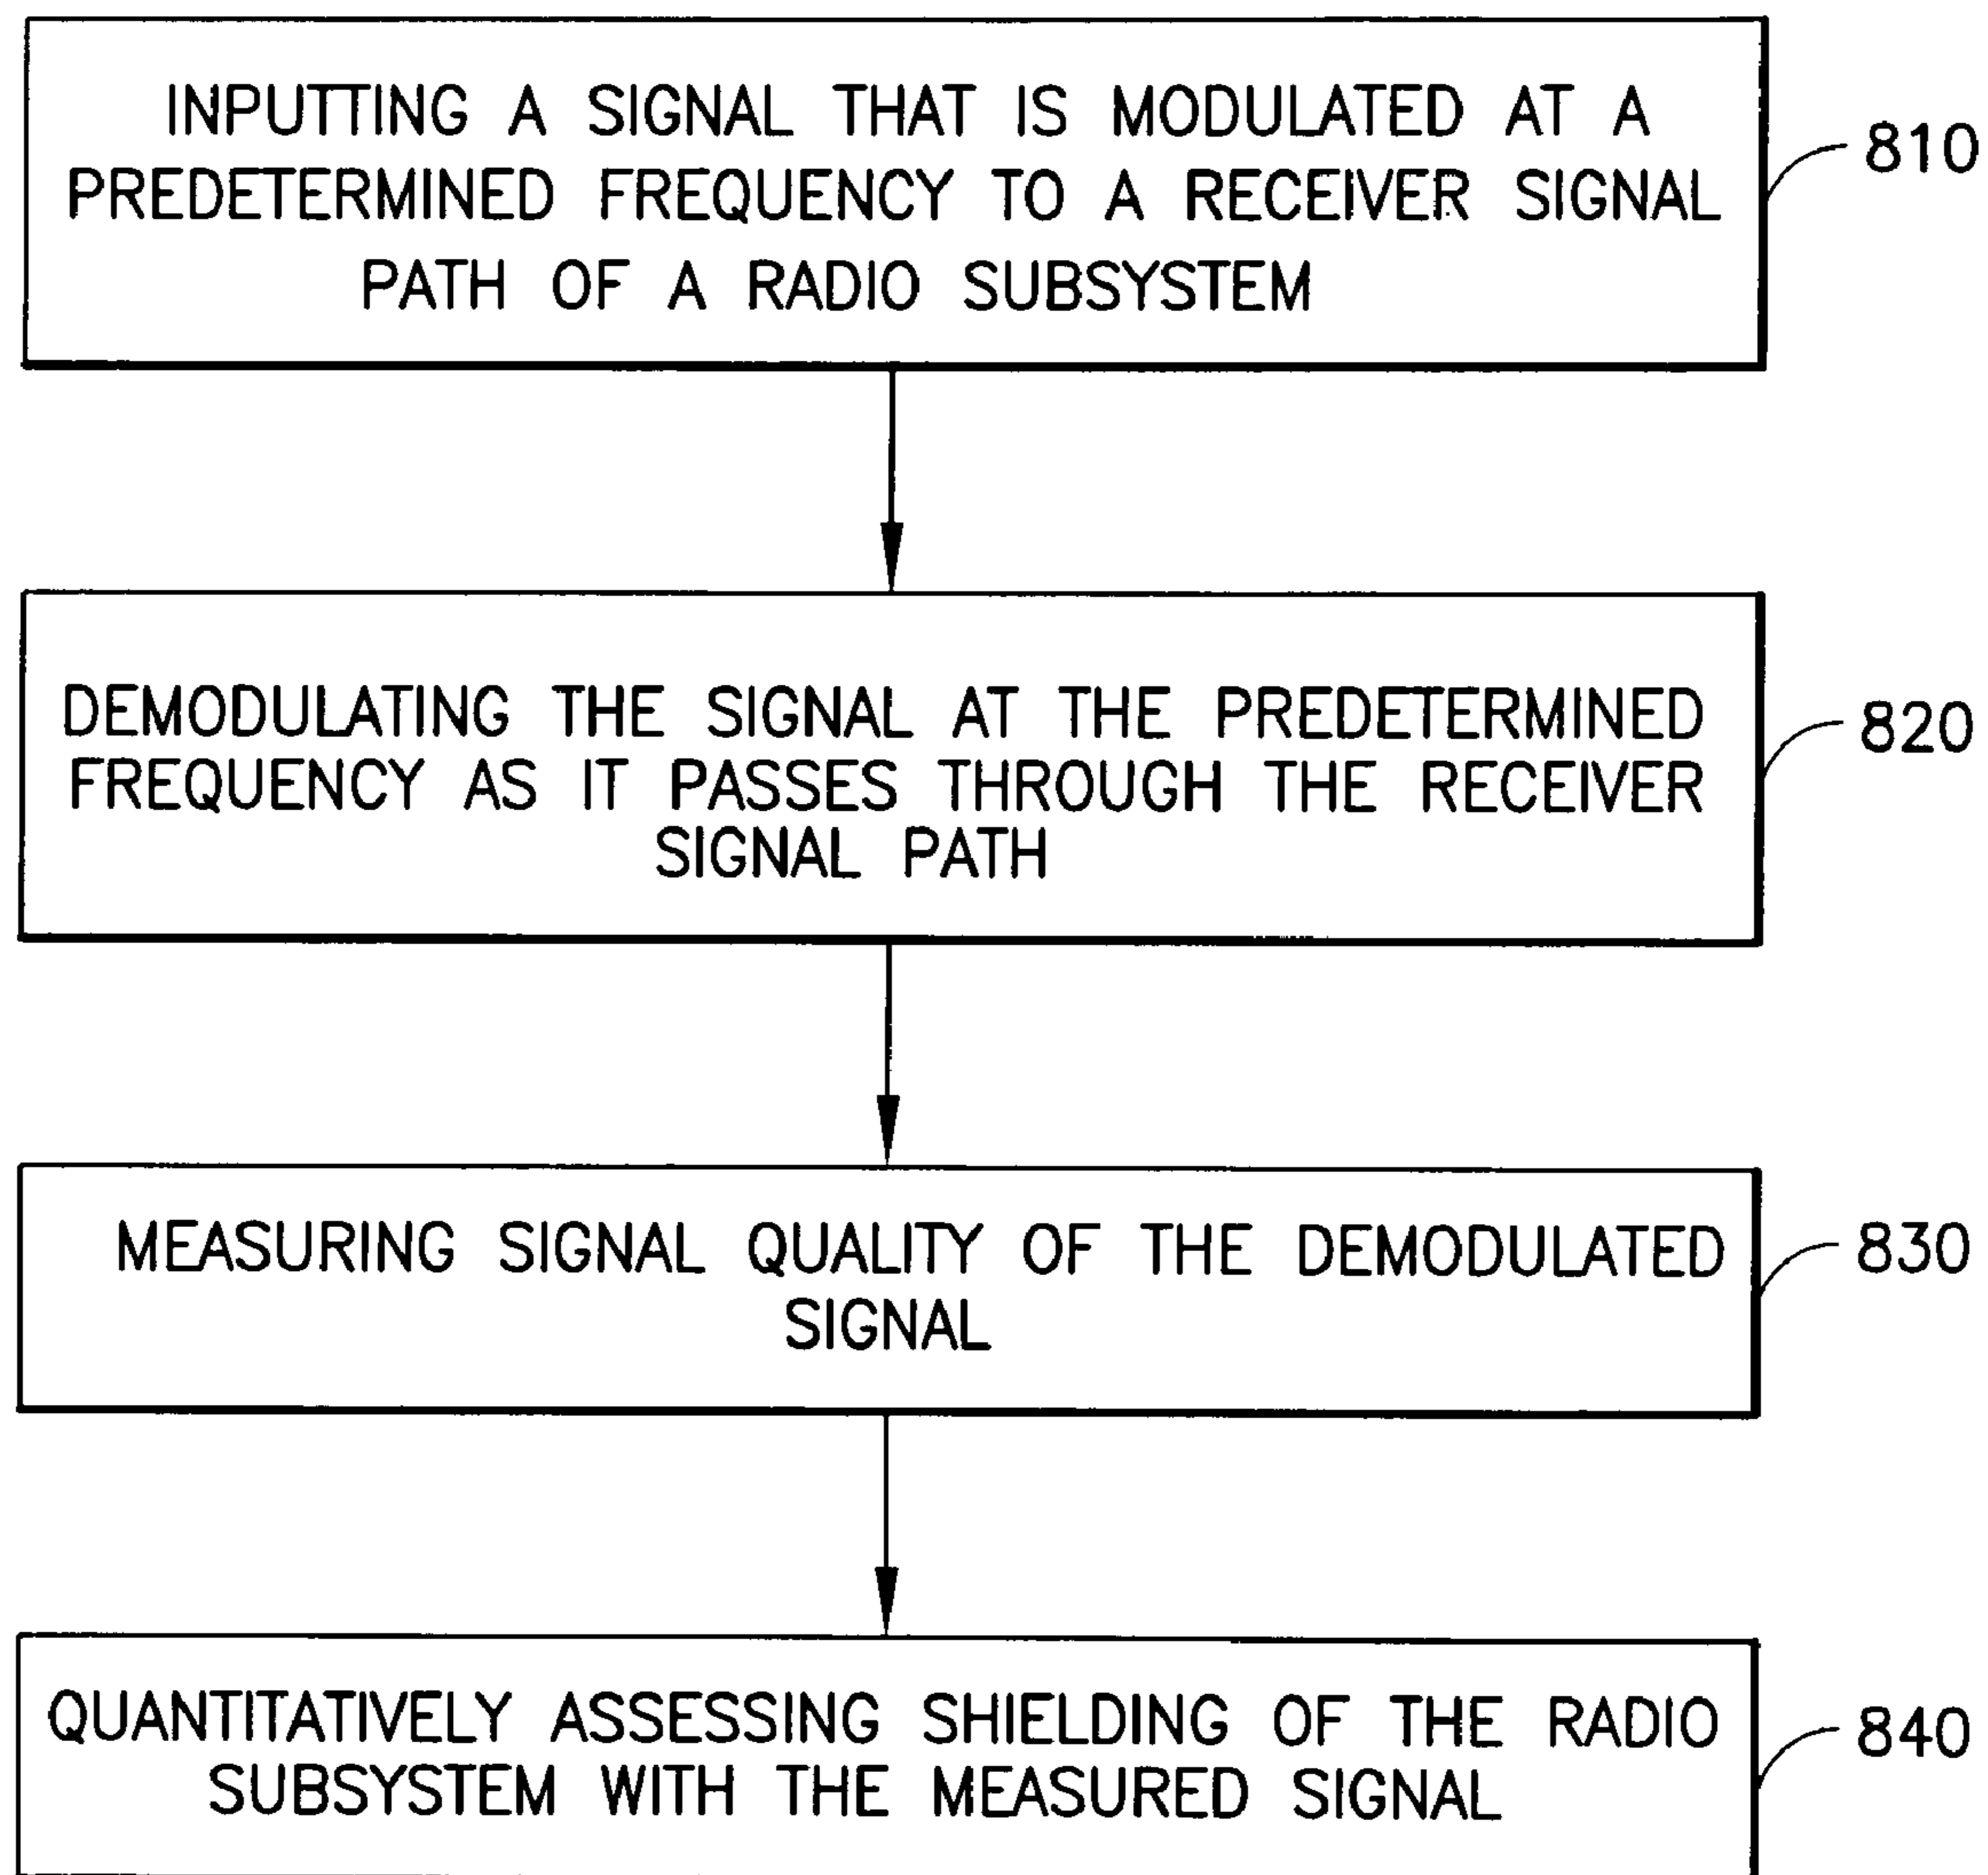 INPUTTING A SIGNAL THAT IS MODULATED AT A
PREDETERMINED FREQUENCY TO A RECEIVER SIGNAL
PATH OF A RADIO SUBSYSTEM
810
DEMODULATING THE SIGNAL AT THE PREDETERMINED
FREQUENCY AS IT PASSES THROUGH THE RECEIVER
SIGNAL PATH
820
MEASURING SIGNAL QUALITY OF THE DEMODULATED
SIGNAL
830
QUANTITATIVELY ASSESSING SHIELDING OF THE RADIO
SUBSYSTEM WITH THE MEASURED SIGNAL
840